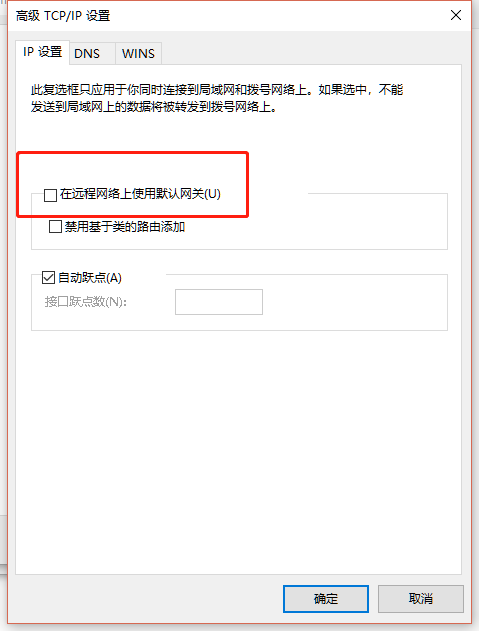 高级 TCP/IP 设置
IP 设置 DNS WINS
此复选框只应用于你同时连接到局域网和拨号网络上。如果选中，不能
发送到局域网上的数据将被转发到拨号网络上。
在远程网络上使用默认网关(U)
禁用基于类的路由添加
自动跃点(A)
接口跃点数(N):
确定 取消